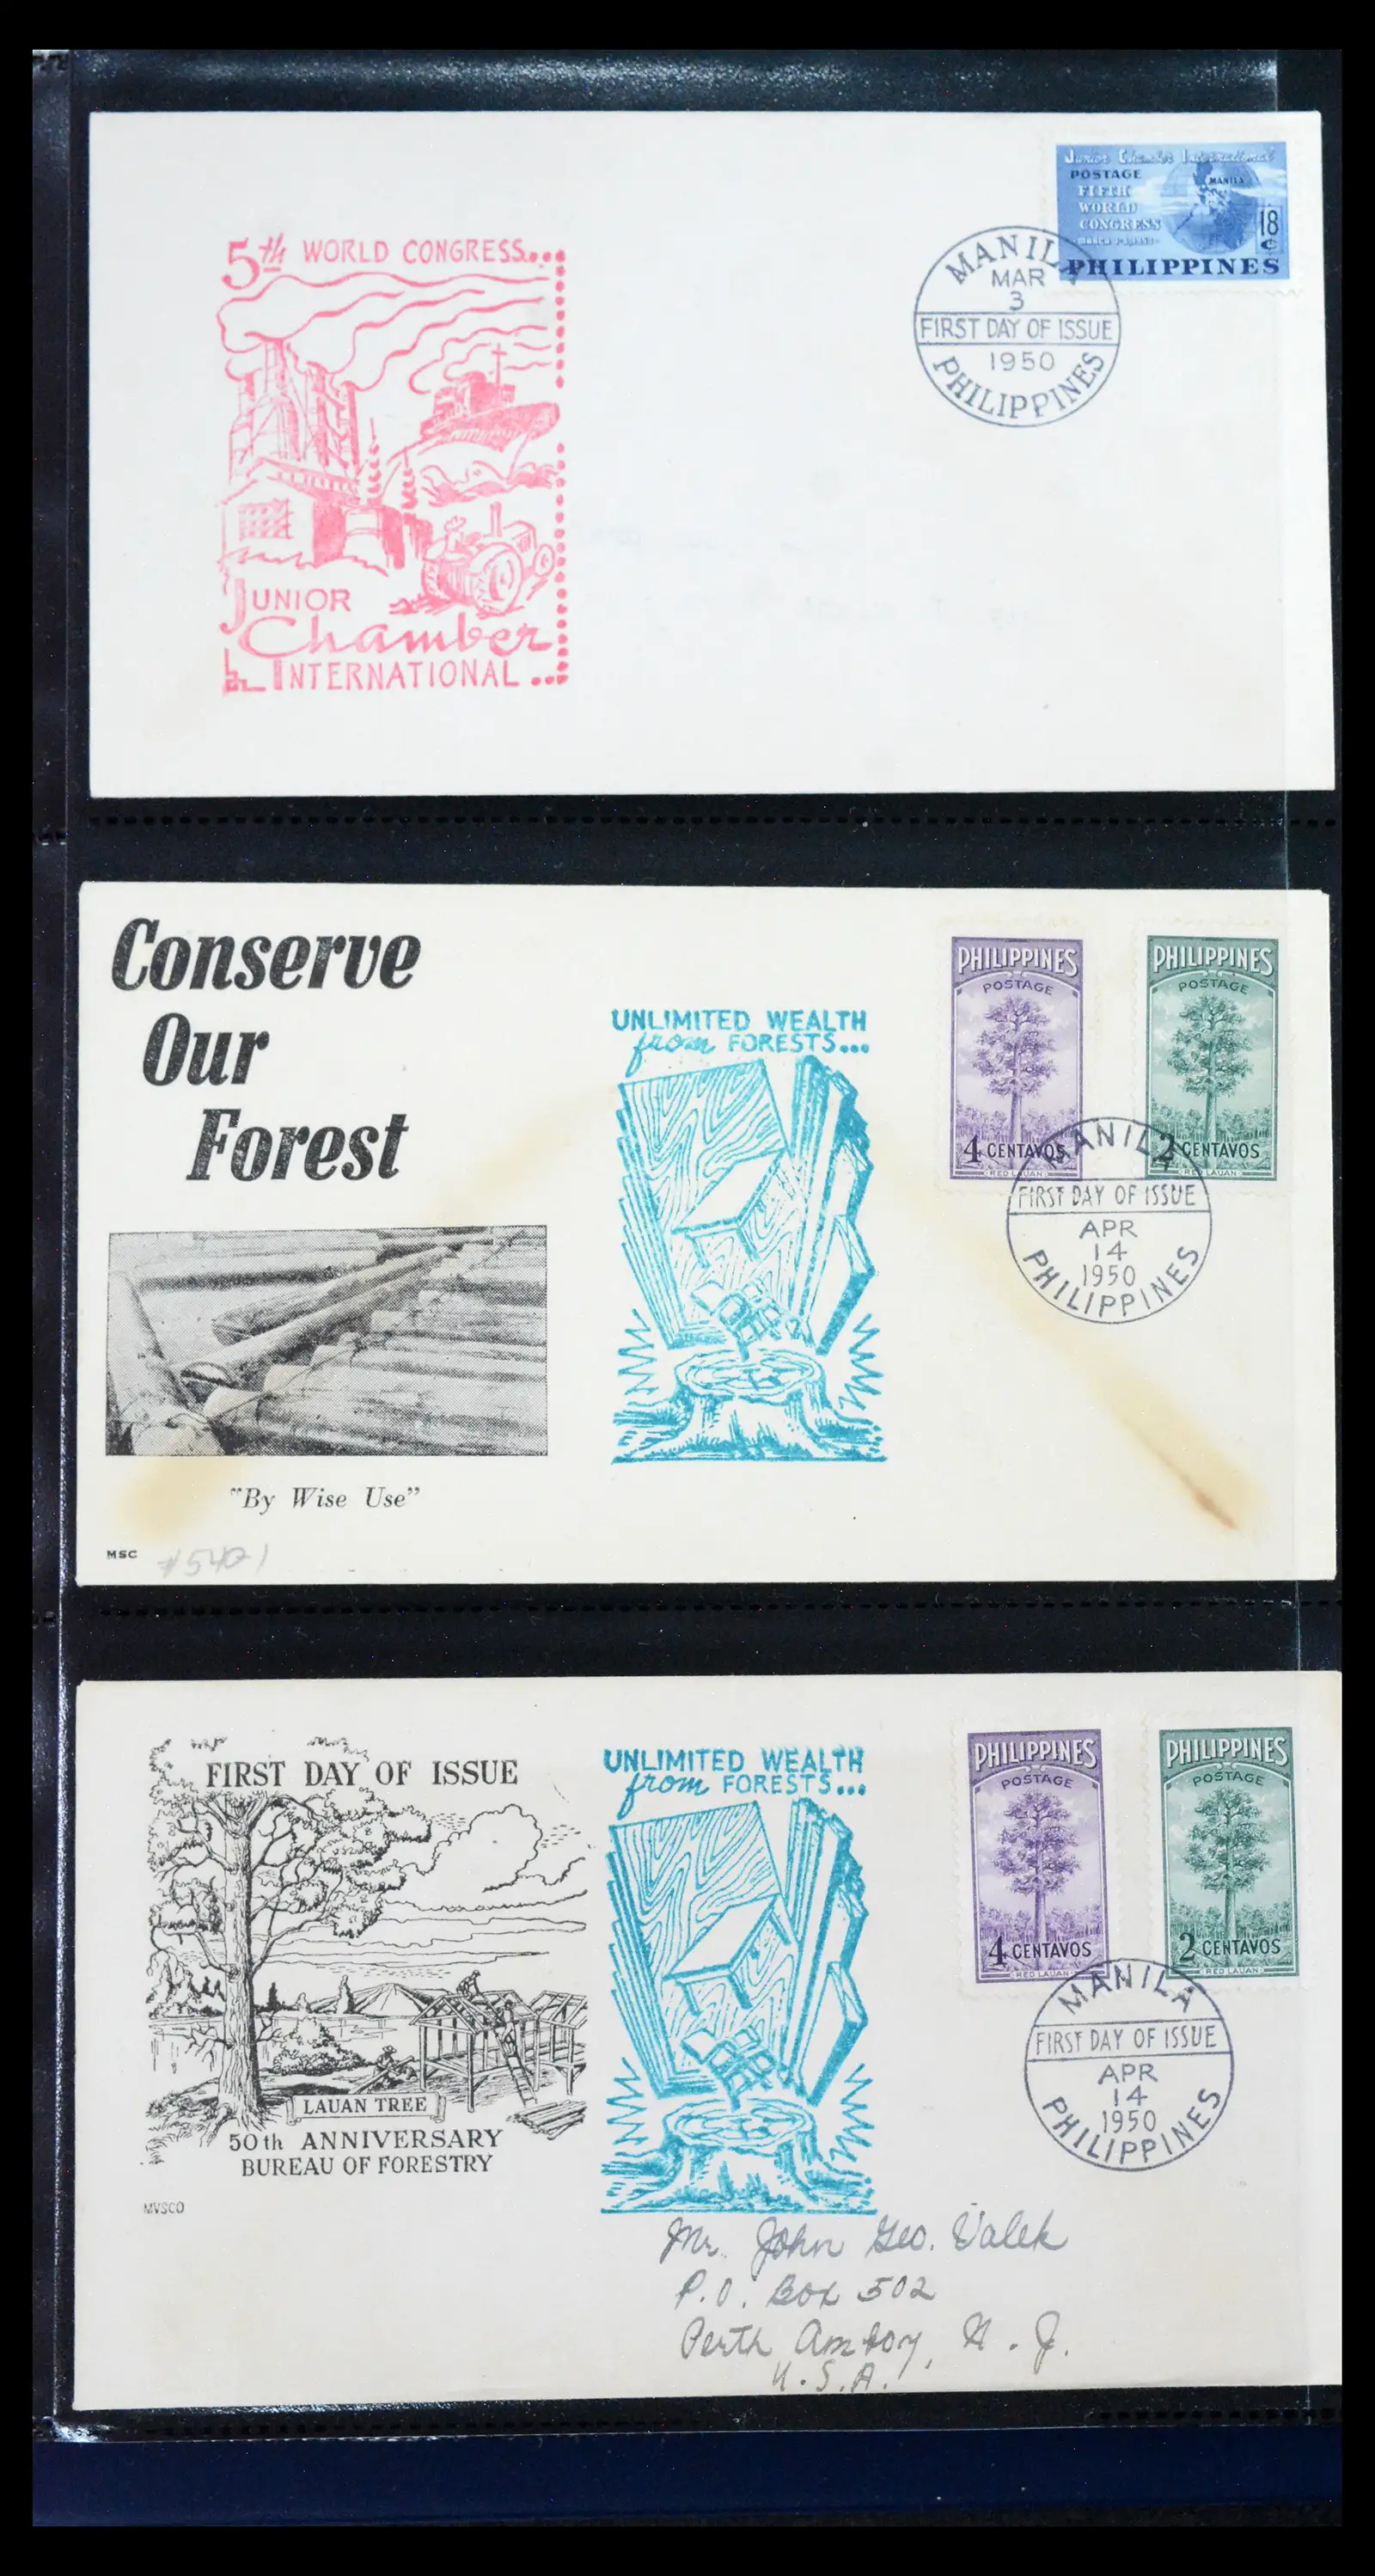 Junior Chamber International
POSTAGE
FIFTH
WORLD
CONGRESS
MANILA
18
¢
PHILIPPINES
MANILA
MAR
3
FIRST DAY OF ISSUE
1950
PHILIPPINES
5th WORLD CONGRESS....
JUNIOR
Chamber
INTERNATIONAL ...
Conserve
Our
Forest
"By Wise Use"
MSC
UNLIMITED WEALTH
from FORESTS...
PHILIPPINES
POSTAGE
4 CENTAVOS
RED LAUAN
PHILIPPINES
POSTAGE
2 CENTAVOS
RED LAUAN
MANILA
FIRST DAY OF ISSUE
APR
14
1950
PHILIPPINES
FIRST DAY OF ISSUE
LAUAN TREE
50th ANNIVERSARY
BUREAU OF FORESTRY
MVSCO
UNLIMITED WEALTH
from FORESTS...
PHILIPPINES
POSTAGE
4 CENTAVOS
RED LAUAN
PHILIPPINES
POSTAGE
2 CENTAVOS
RED LAUAN
MANILA
FIRST DAY OF ISSUE
APR
14
1950
PHILIPPINES
Mr. John Geo. Valek
P.O. Box 502
Perth Amboy, N. J.
U.S.A.